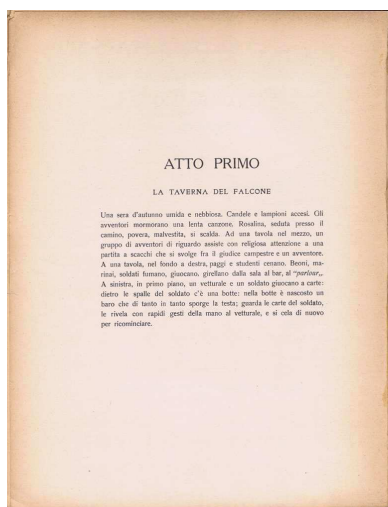 ATTO PRIMO
LA TAVERNA DEL FALCONE
Una sera d'autunno umida e nebbiosa. Candele e lampioni accesi. Gli
avventori mormorano una lenta canzone. Rosalina, seduta presso il
camino, povera, malvestita, si scalda. Ad una tavola nel mezzo, un
gruppo di avventori di riguardo assiste con religiosa attenzione a una
partita a scacchi che si svolge fra il giudice campestre e un avventore.
A una tavola, nel fondo a destra, paggi e studenti cenano. Beoni, ma-
rinai, soldati fumano, giuocano, girellano dalla sala al bar, al "parlour„.
A sinistra, in primo piano, un vetturale e un soldato giuocano a carte:
dietro le spalle del soldato c'è una botte: nella botte è nascosto un
baro che di tanto in tanto sporge la testa; guarda le carte del soldato,
le rivela con rapidi gesti della mano al vetturale, e si cela di nuovo
per ricominciare.